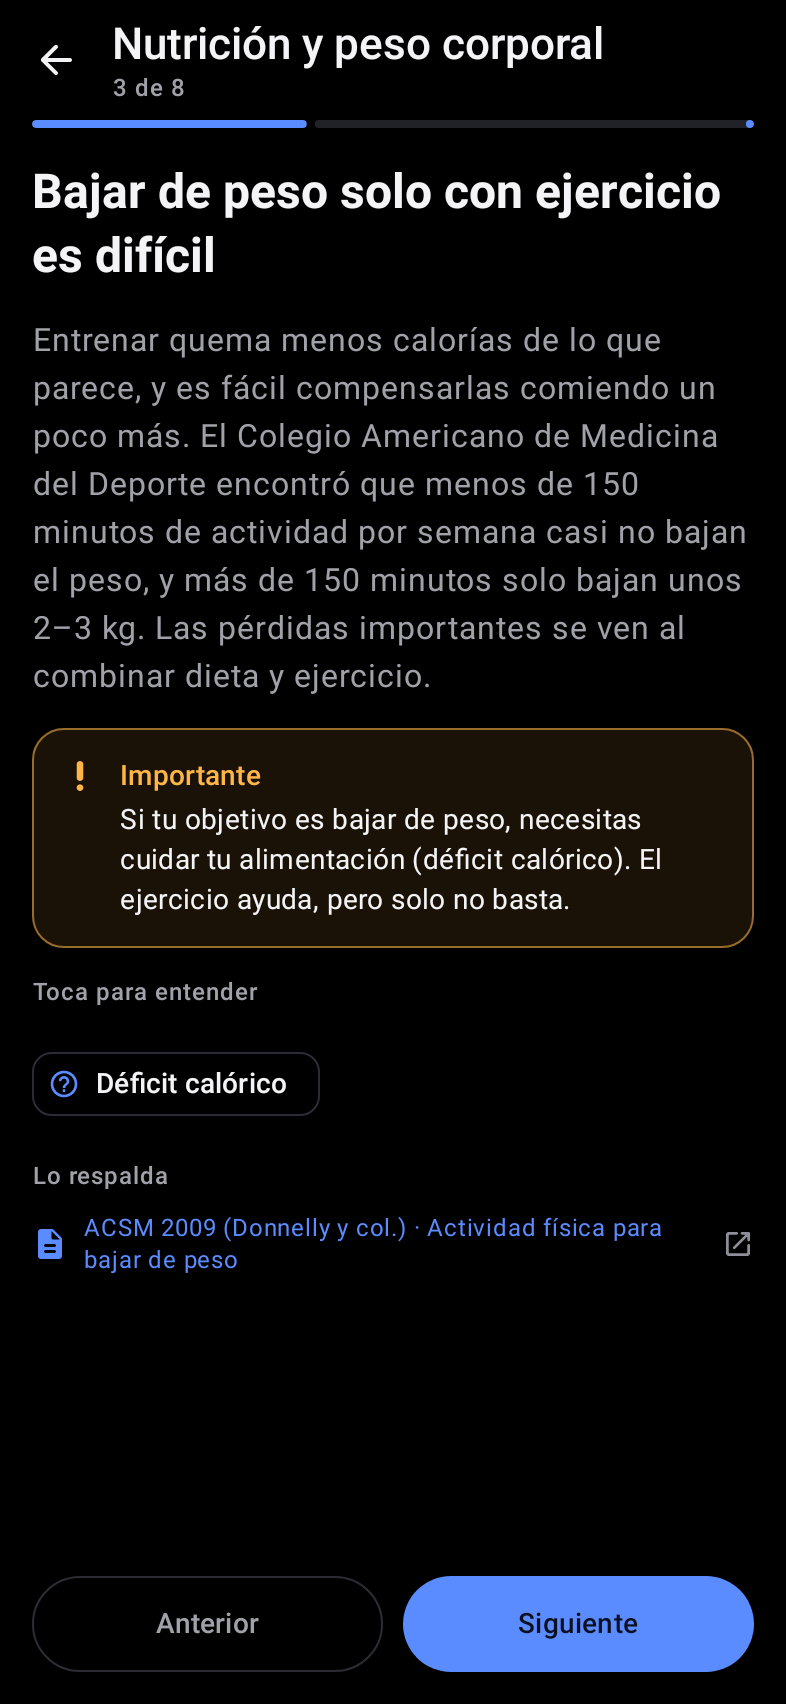 Nutrición y peso corporal
3 de 8
Bajar de peso solo con ejercicio
es difícil
Entrenar quema menos calorías de lo que
parece, y es fácil compensarlas comiendo un
poco más. El Colegio Americano de Medicina
del Deporte encontró que menos de 150
minutos de actividad por semana casi no bajan
el peso, y más de 150 minutos solo bajan unos
2–3 kg. Las pérdidas importantes se ven al
combinar dieta y ejercicio.
Importante
Si tu objetivo es bajar de peso, necesitas
cuidar tu alimentación (déficit calórico). El
ejercicio ayuda, pero solo no basta.
Toca para entender
Déficit calórico
Lo respalda
ACSM 2009 (Donnelly y col.) · Actividad física para
bajar de peso
Anterior
Siguiente